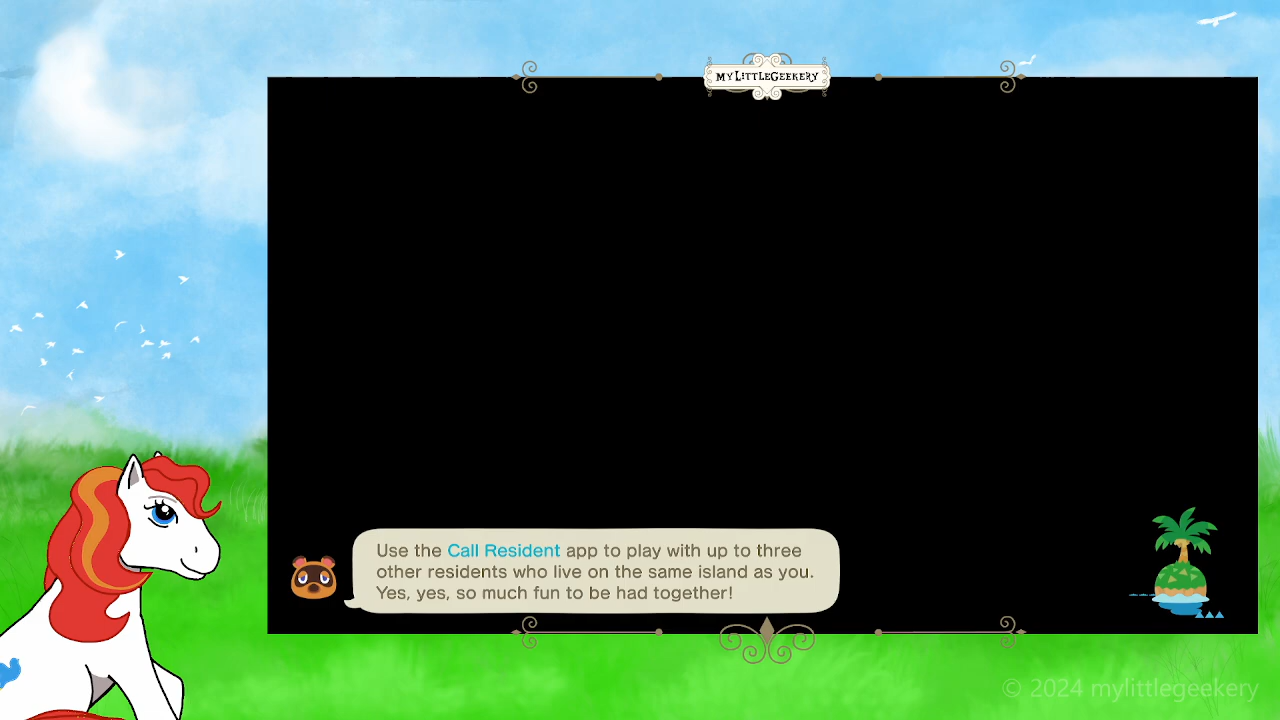 MYLITTLEGEEKERY
Use the Call Resident app to play with up to three
other residents who live on the same island as you.
Yes, yes, so much fun to be had together!
© 2024 mylittlegeekery